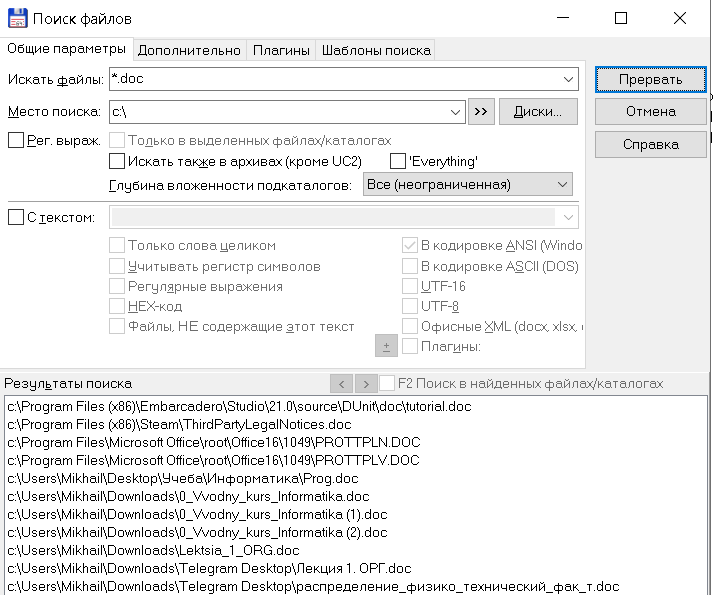 Поиск файлов
Общие параметры Дополнительно Плагины Шаблоны поиска
Искать файлы: *.doc Прервать
Место поиска: c:\ >> Диски... Отмена
Рег. выраж. Только в выделенных файлах/каталогах
Справка
Искать также в архивах (кроме UC2) 'Everything'
Глубина вложенности подкаталогов: Все (неограниченная)
С текстом:
Только слова целиком В кодировке ANSI (Windo
Учитывать регистр символов В кодировке ASCII (DOS)
Регулярные выражения UTF-16
HEX-код UTF-8
Файлы, НЕ содержащие этот текст Офисные XML (docx, xlsx,
± Плагины:
Результаты поиска < > F2 Поиск в найденных файлах/каталогах
c:\Program Files (x86)\Embarcadero\Studio\21.0\source\DUnit\doc\tutorial.doc
c:\Program Files (x86)\Steam\ThirdPartyLegalNotices.doc
c:\Program Files\Microsoft Office\root\Office16\1049\PROTTPLN.DOC
c:\Program Files\Microsoft Office\root\Office16\1049\PROTTPLV.DOC
c:\Users\Mikhail\Desktop\Учеба\Информатика\Prog.doc
c:\Users\Mikhail\Downloads\0_Vvodny_kurs_Informatika.doc
c:\Users\Mikhail\Downloads\0_Vvodny_kurs_Informatika (1).doc
c:\Users\Mikhail\Downloads\0_Vvodny_kurs_Informatika (2).doc
c:\Users\Mikhail\Downloads\Lektsia_1_ORG.doc
c:\Users\Mikhail\Downloads\Telegram Desktop\Лекция 1. ОРГ.doc
c:\Users\Mikhail\Downloads\Telegram Desktop\распределение_физико_технический_фак_т.doc